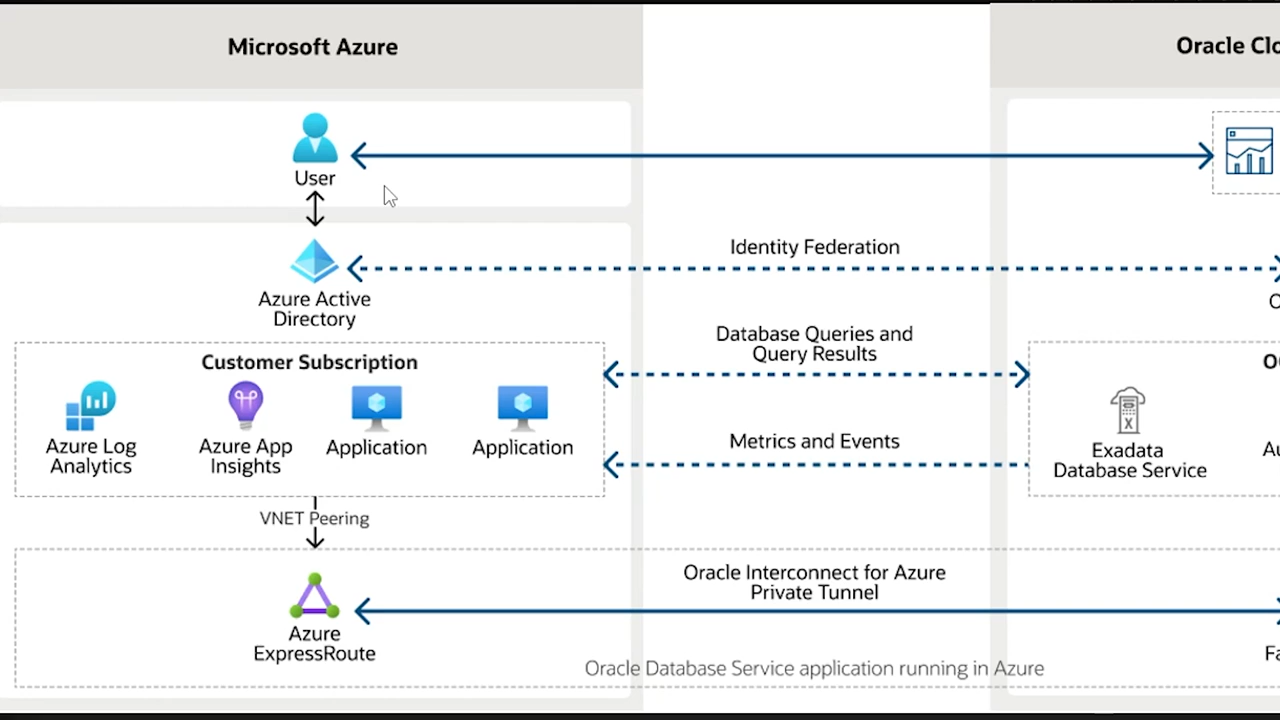 Microsoft Azure
Oracle
User
Identity Federation
Azure Active
Directory
Database Queries and
Query Results
Customer Subscription
Azure Log
Analytics
Azure App
Insights
Application
Application
Metrics and Events
Exadata
Database Service
VNET Peering
Oracle Interconnect for Azure
Private Tunnel
Azure
ExpressRoute
Oracle Database Service application running in Azure